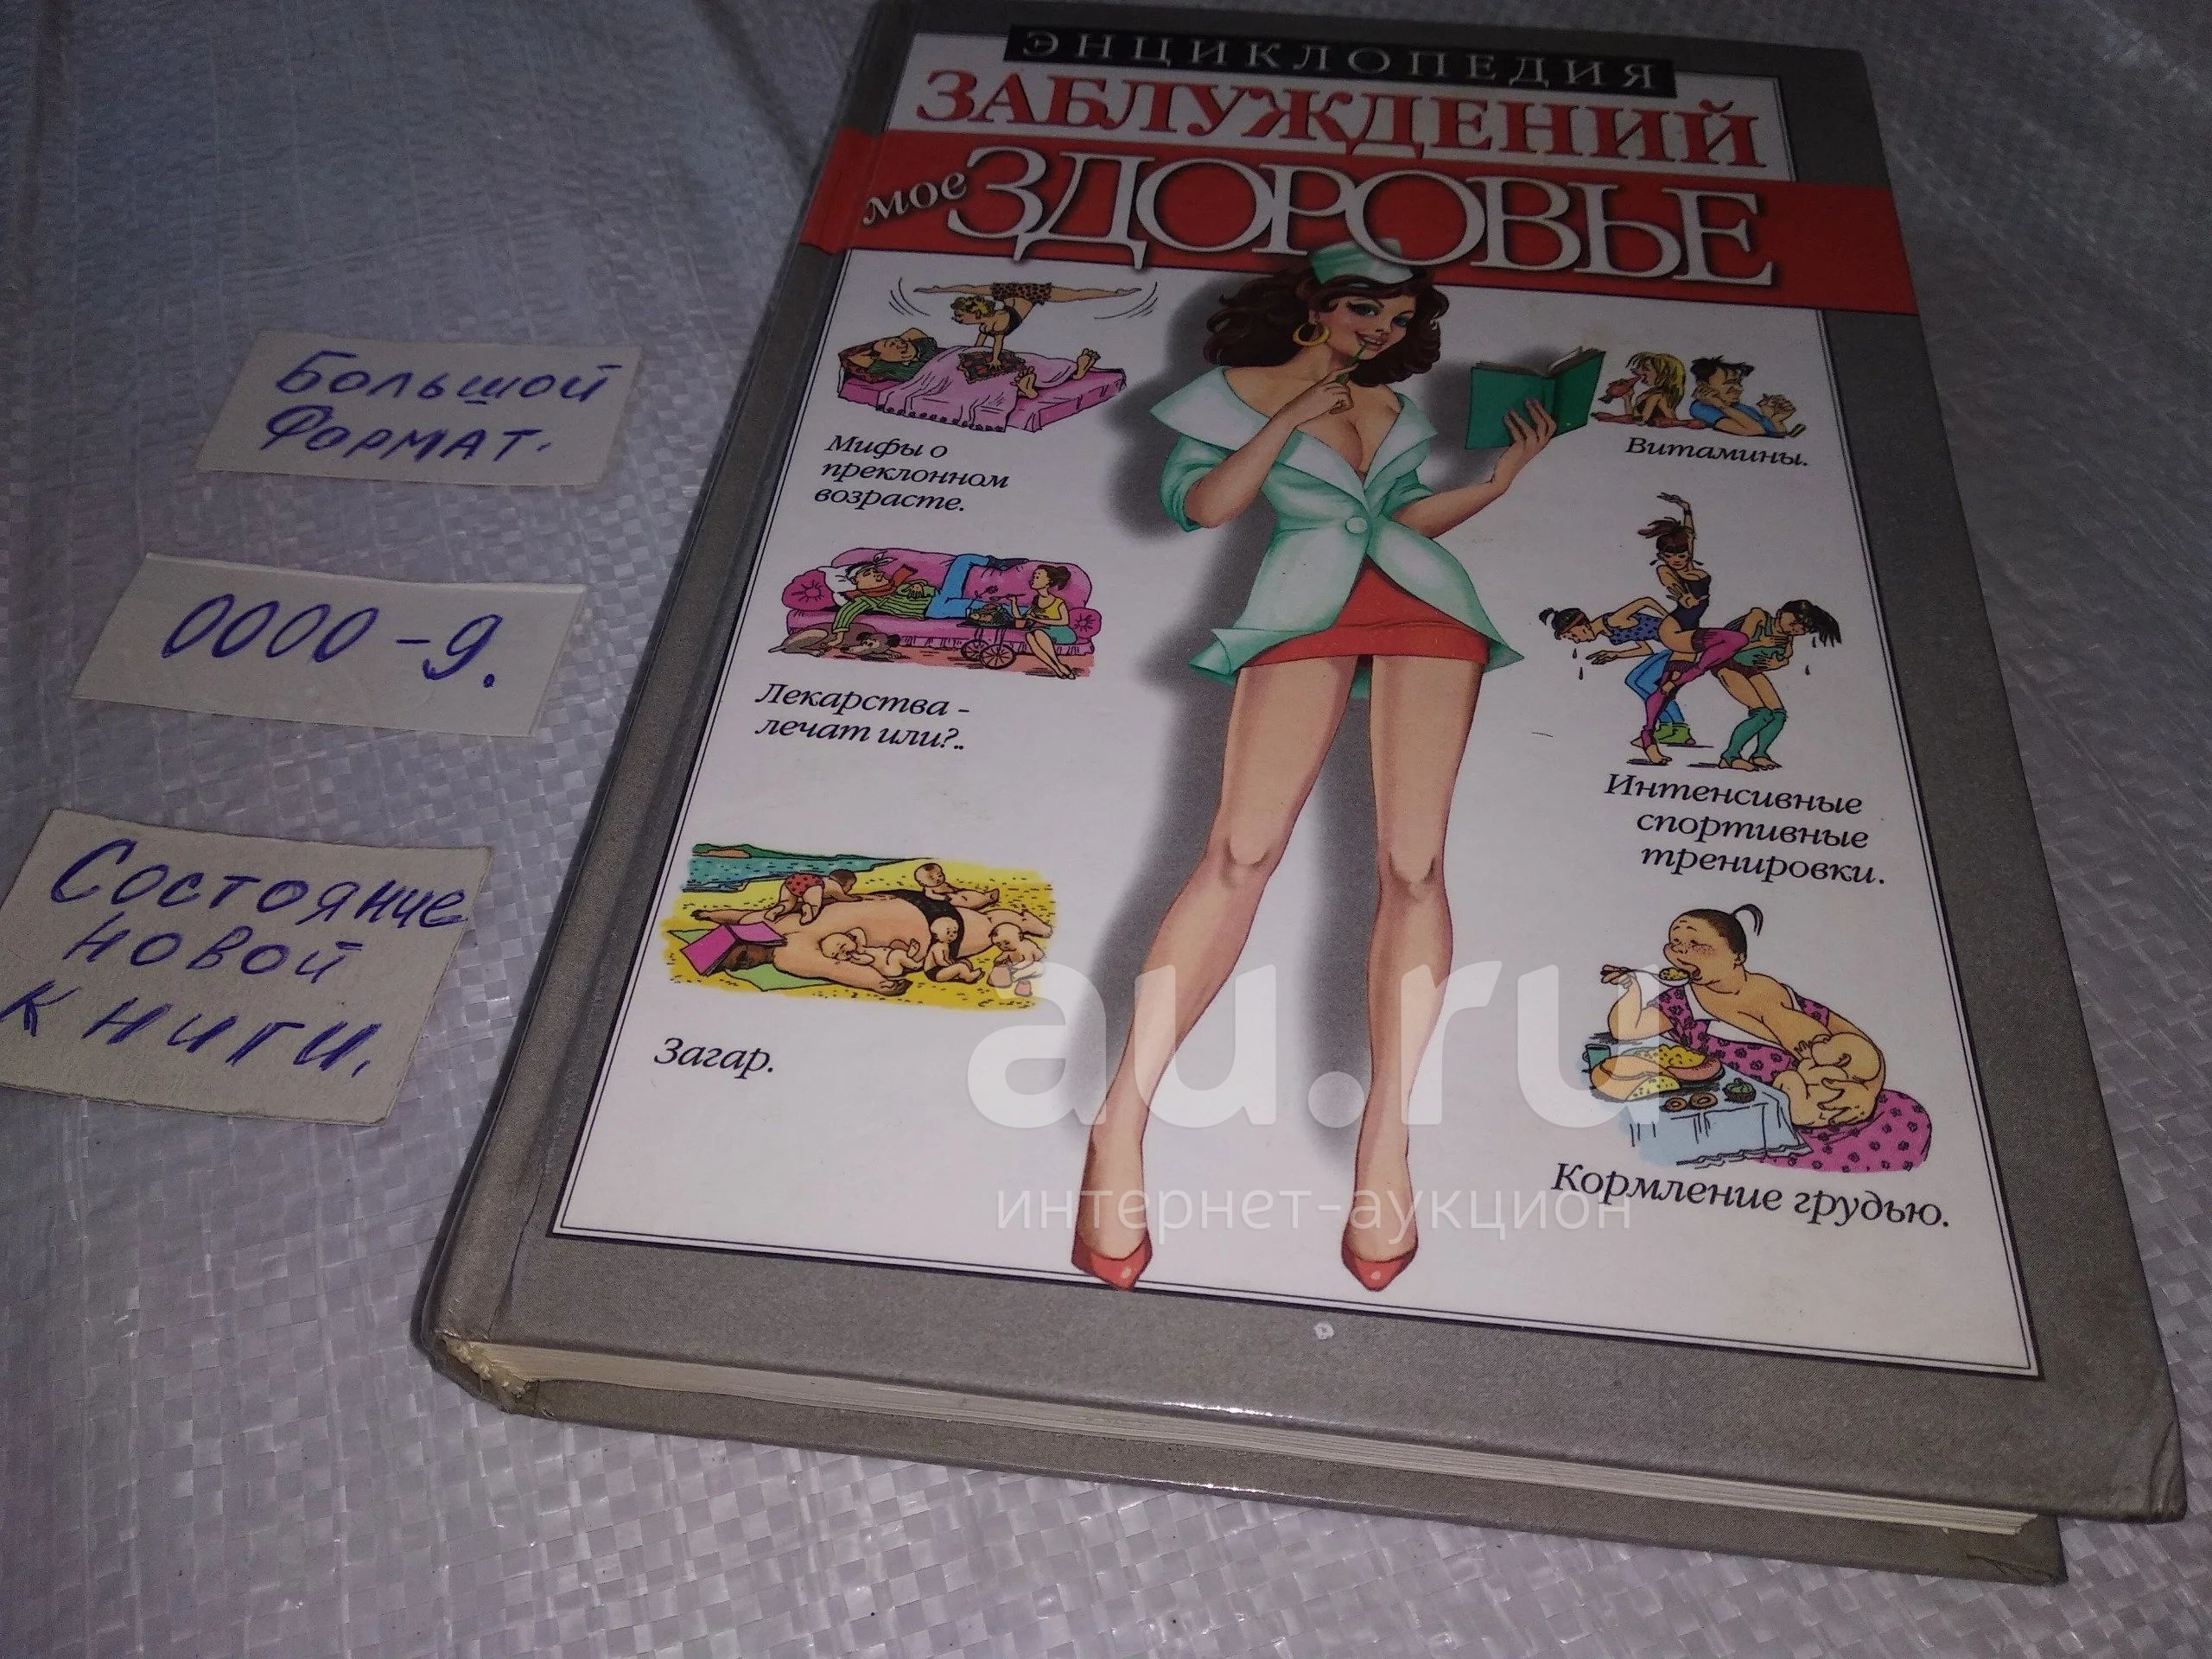 ЭНЦИКЛОПЕДИЯ
ЗАБЛУЖДЕНИЙ
мое ЗДОРОВЬЕ
Мифы о
преклонном
возрасте.
Витамины.
Лекарства -
лечат или?..
Интенсивные
спортивные
тренировки.
Загар.
Кормление грудью.
Большой
Формат.
0000-9.
Состояние
новой
книги.
au.ru
интернет-аукцион